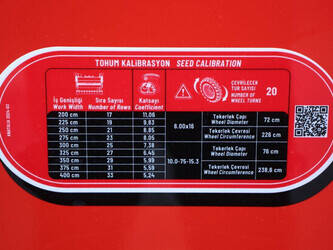 TOHUM KALİBRASYON SEED CALIBRATION
İş Genişliği
Work Width
Sıra Sayısı
Number of Rows
Katsayı
Coefficient
ÇEVRİLECEK
TUR SAYISI
NUMBER OF
WHEEL TURNS
20
200 cm 17 11,06
225 cm 19 9,83
250 cm 21 8,85
275 cm 23 8,05
300 cm 25 7,38
325 cm 27 6,45
350 cm 29 5,99
375 cm 31 5,59
400 cm 33 5,24
6.00x16
Tekerlek Çapı
Wheel Diameter
72 cm
Tekerlek Çevresi
Wheel Circumference
226 cm
10.0-75-15.3
Tekerlek Çapı
Wheel Diameter
76 cm
Tekerlek Çevresi
Wheel Circumference
238,6 cm